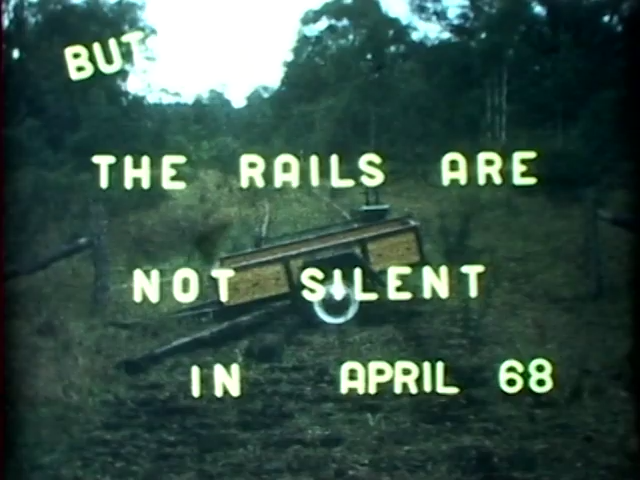 BUT
THE RAILS ARE
NOT SILENT
IN APRIL 68